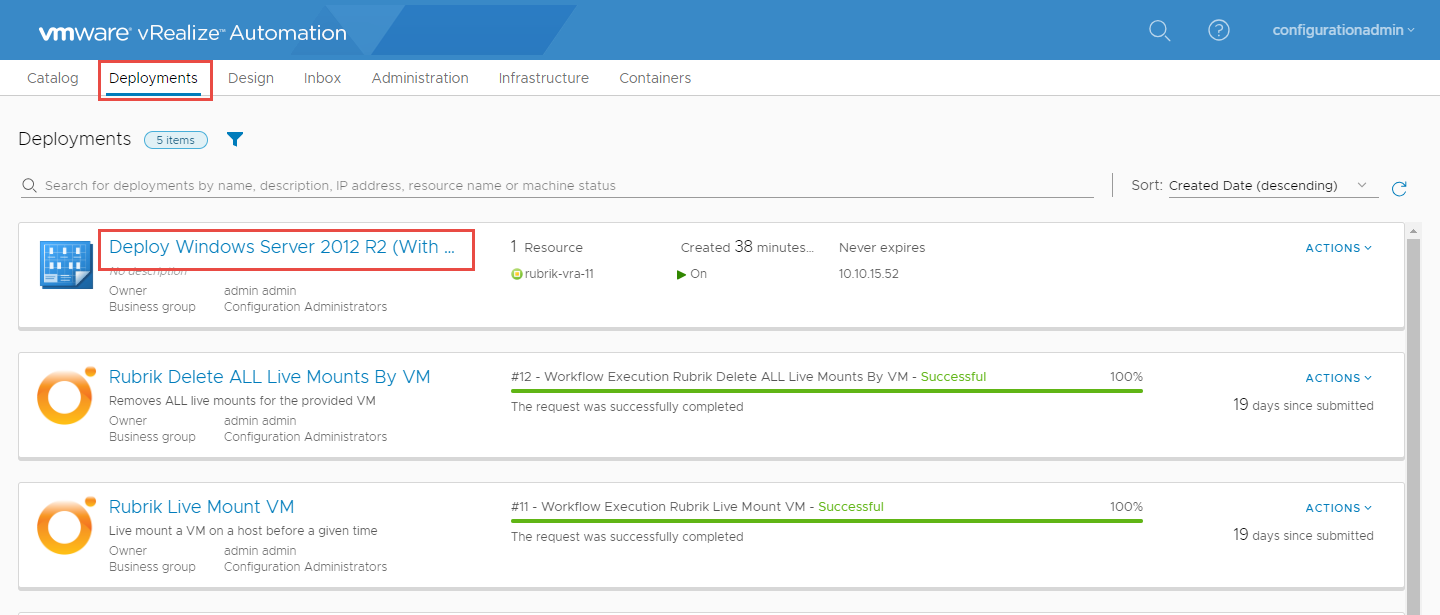 vmware® vRealize™ Automation
configurationadmin
Catalog Deployments Design Inbox Administration Infrastructure Containers
Deployments 5 items
Search for deployments by name, description, IP address, resource name or machine status
Sort: Created Date (descending)
Deploy Windows Server 2012 R2 (With ...
1 Resource Created 38 minutes... Never expires ACTIONS
No description
rubrik-vra-11 On 10.10.15.52
Owner admin admin
Business group Configuration Administrators
Rubrik Delete ALL Live Mounts By VM
#12 - Workflow Execution Rubrik Delete ALL Live Mounts By VM - Successful 100% ACTIONS
Removes ALL live mounts for the provided VM
The request was successfully completed 19 days since submitted
Owner admin admin
Business group Configuration Administrators
Rubrik Live Mount VM
#11 - Workflow Execution Rubrik Live Mount VM - Successful 100% ACTIONS
Live mount a VM on a host before a given time
The request was successfully completed 19 days since submitted
Owner admin admin
Business group Configuration Administrators